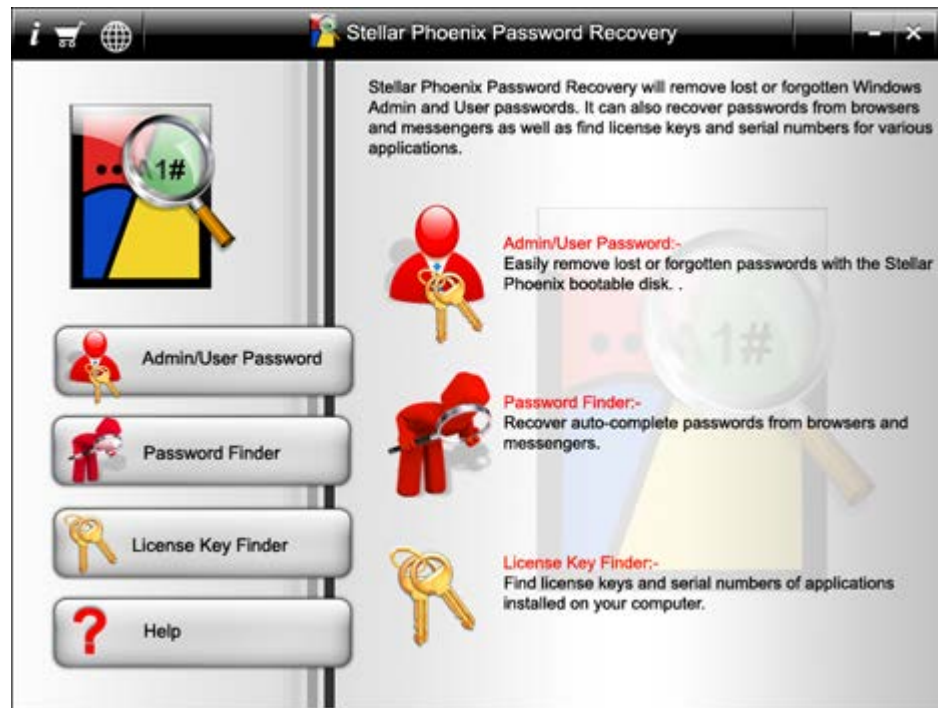 i
Stellar Phoenix Password Recovery
Stellar Phoenix Password Recovery will remove lost or forgotten Windows
Admin and User passwords. It can also recover passwords from browsers
and messengers as well as find license keys and serial numbers for various
applications.
1#
Admin/User Password
Password Finder
License Key Finder
Help
Admin/User Password:-
Easily remove lost or forgotten passwords with the Stellar
Phoenix bootable disk. .
Password Finder:-
Recover auto-complete passwords from browsers and
messengers.
License Key Finder:-
Find license keys and serial numbers of applications
installed on your computer.
1#